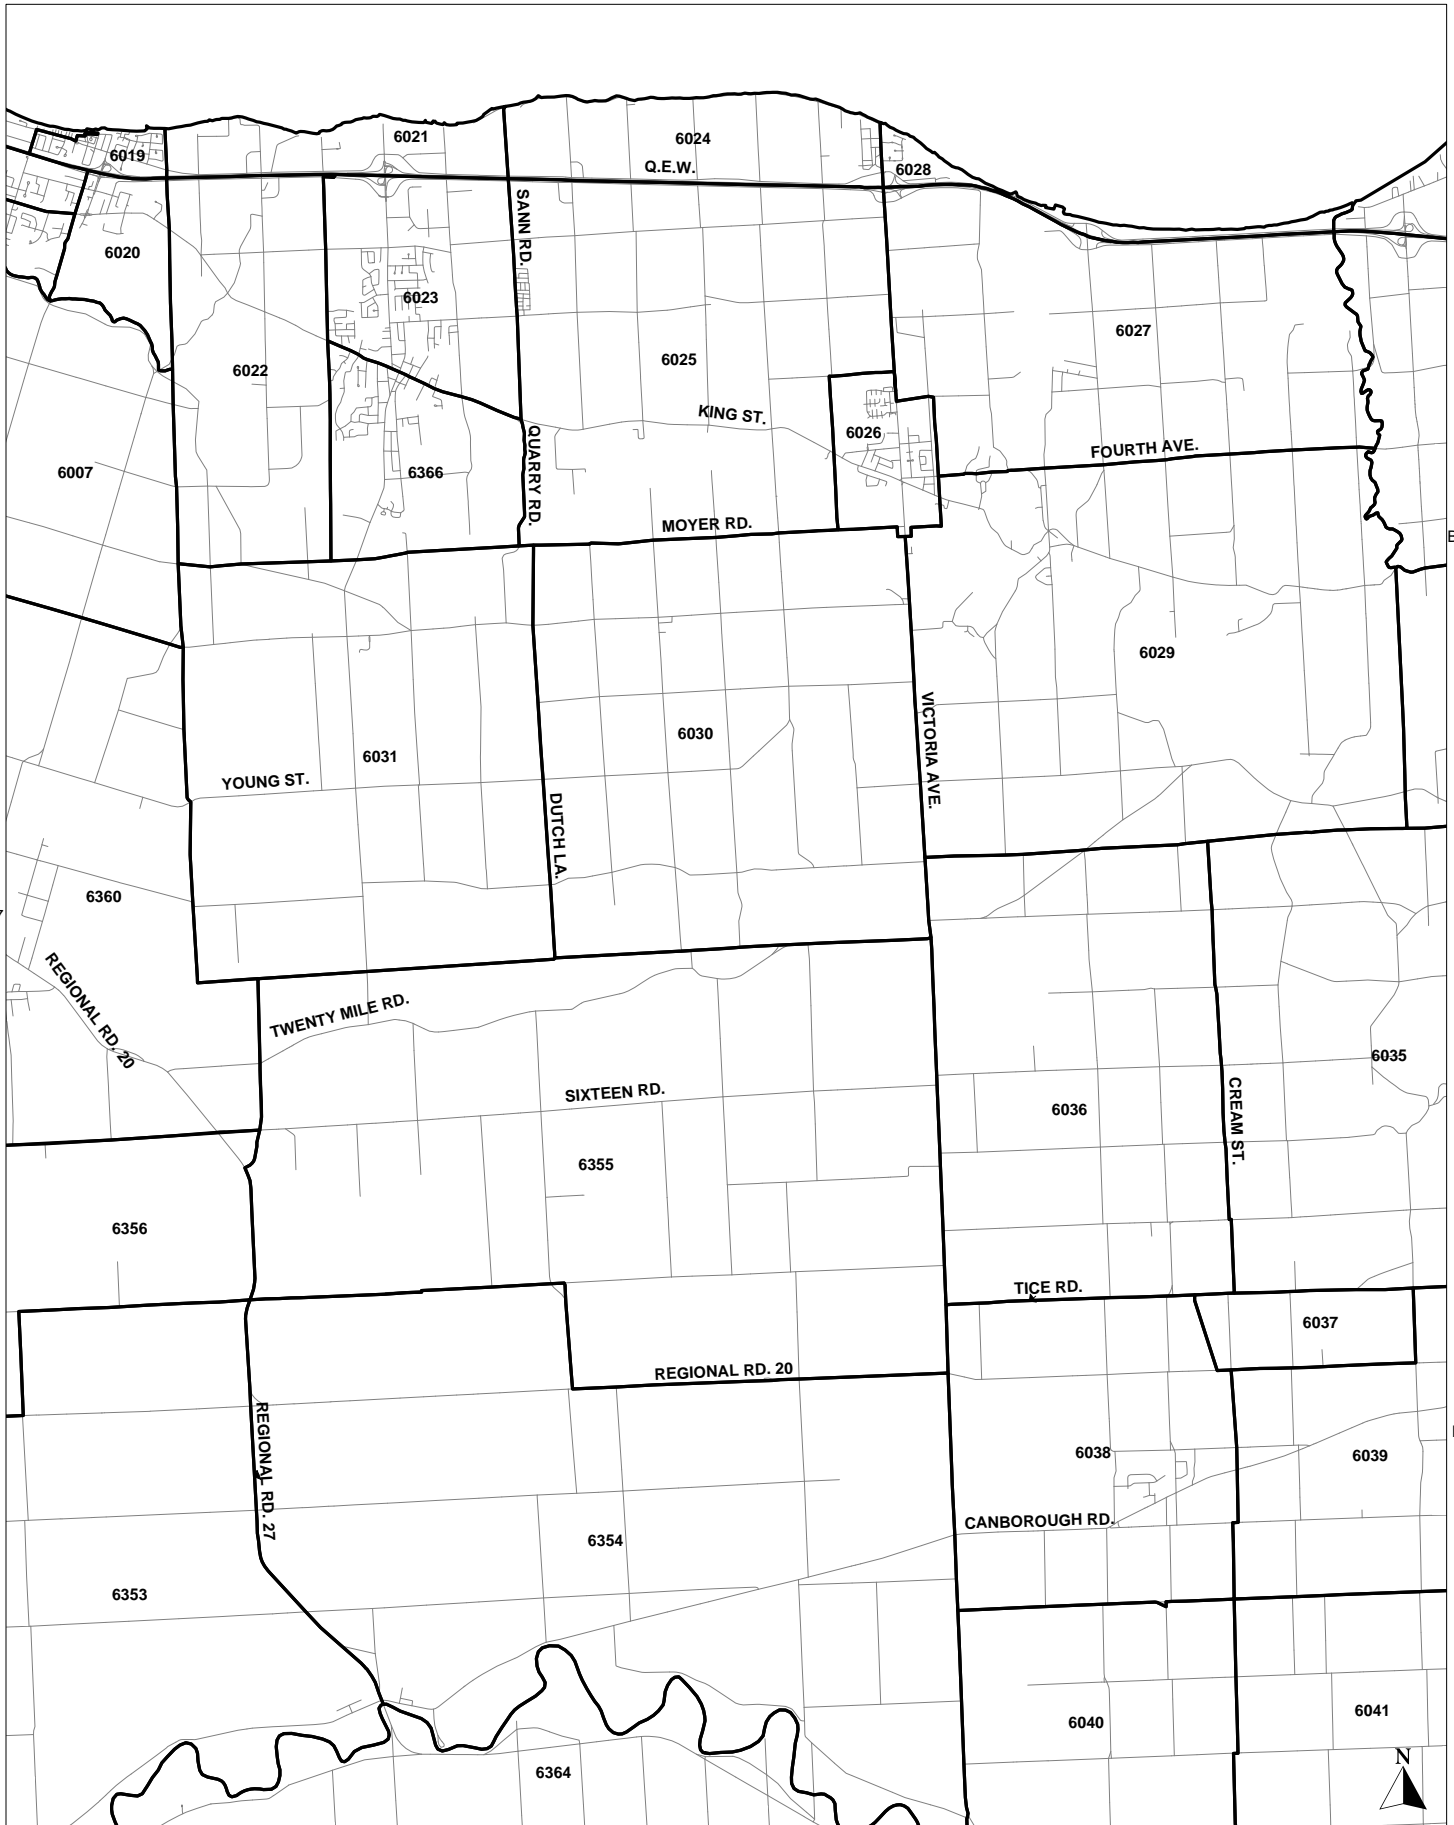 6021
6024
6019
Q.E.W.
6028
SANN RD.
6020
6023
6027
6025
6022
KING ST.
6026
FOURTH AVE.
6007
6366
QUARRY RD.
MOYER RD.
6029
6030
VICTORIA AVE.
6031
YOUNG ST.
DUTCH LA.
6360
REGIONAL RD. 20
TWENTY MILE RD.
6035
SIXTEEN RD.
6036
CREAM ST.
6355
6356
TICE RD.
6037
REGIONAL RD. 20
REGIONAL RD. 27
6038
6039
CANBOROUGH RD.
6354
6353
6040
6041
6364
N